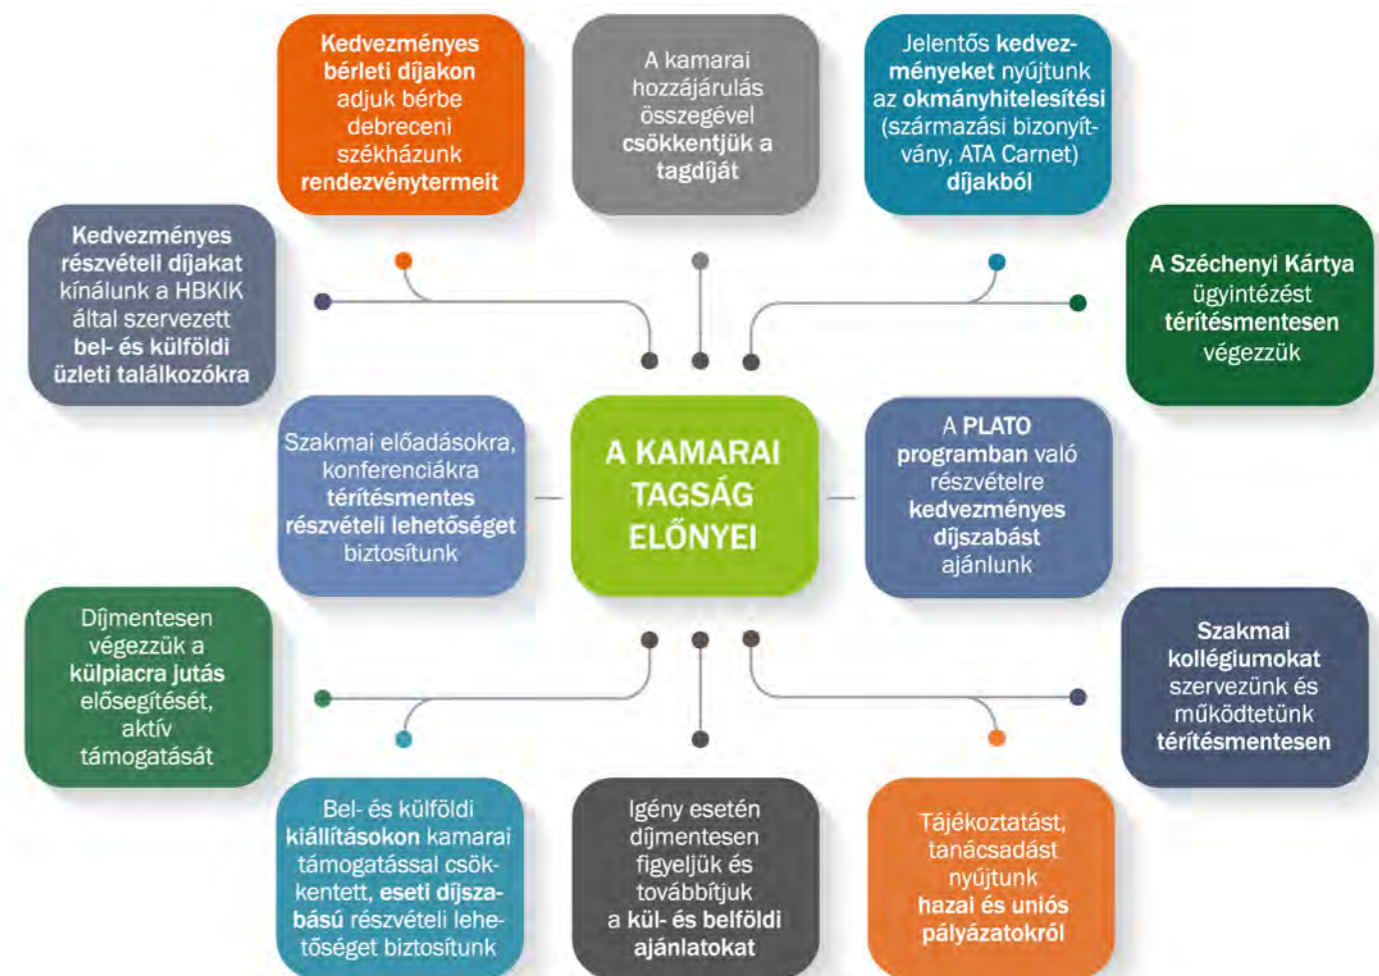 Kedvezményes
bérleti díjakon
adjuk bérbe
debreceni
székházunk
rendezvénytermeit
A kamarai
hozzájárulás
összegével
csökkentjük a
tagdíját
Jelentős kedvez-
ményeket nyújtunk
az okmányhitelesítési
(származási bizonyít-
vány, ATA Carnet)
díjakból
Kedvezményes
részvételi díjakat
kínálunk a HBKIK
által szervezett
bel- és külföldi
üzleti találkozókra
A Széchenyi Kártya
ügyintézést
térítésmentesen
végezzük
Szakmai előadásokra,
konferenciákra
térítésmentes
részvételi lehetőséget
biztosítunk
A KAMARAI
TAGSÁG
ELŐNYEI
A PLATO
programban való
részvételre
kedvezményes
díjszabást
ajánlunk
Díjmentesen
végezzük a
külpiacra jutás
elősegítését,
aktív
támogatását
Szakmai
kollégiumokat
szervezünk és
működtetünk
térítésmentesen
Bel- és külföldi
kiállításokon kamarai
támogatással csök-
kentett, eseti díjsza-
bású részvételi lehe-
tőséget biztosítunk
Igény esetén
díjmentesen
figyeljük és
továbbítjuk
a kül- és belföldi
ajánlatokat
Tájékoztatást,
tanácsadást
nyújtunk
hazai és uniós
pályázatokról